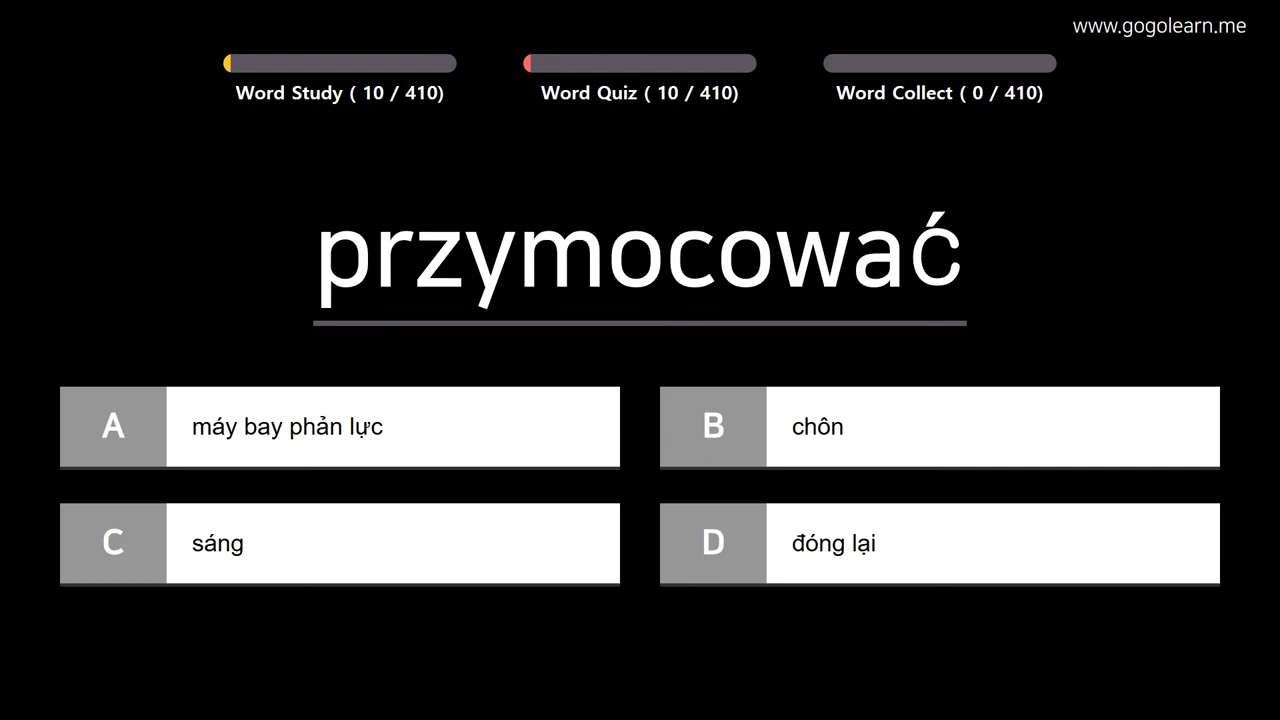 www.gogolearn.me
Word Study ( 10 / 410)
Word Quiz ( 10 / 410)
Word Collect ( 0 / 410)
przymocować
A máy bay phản lực
B chôn
C sáng
D đóng lại